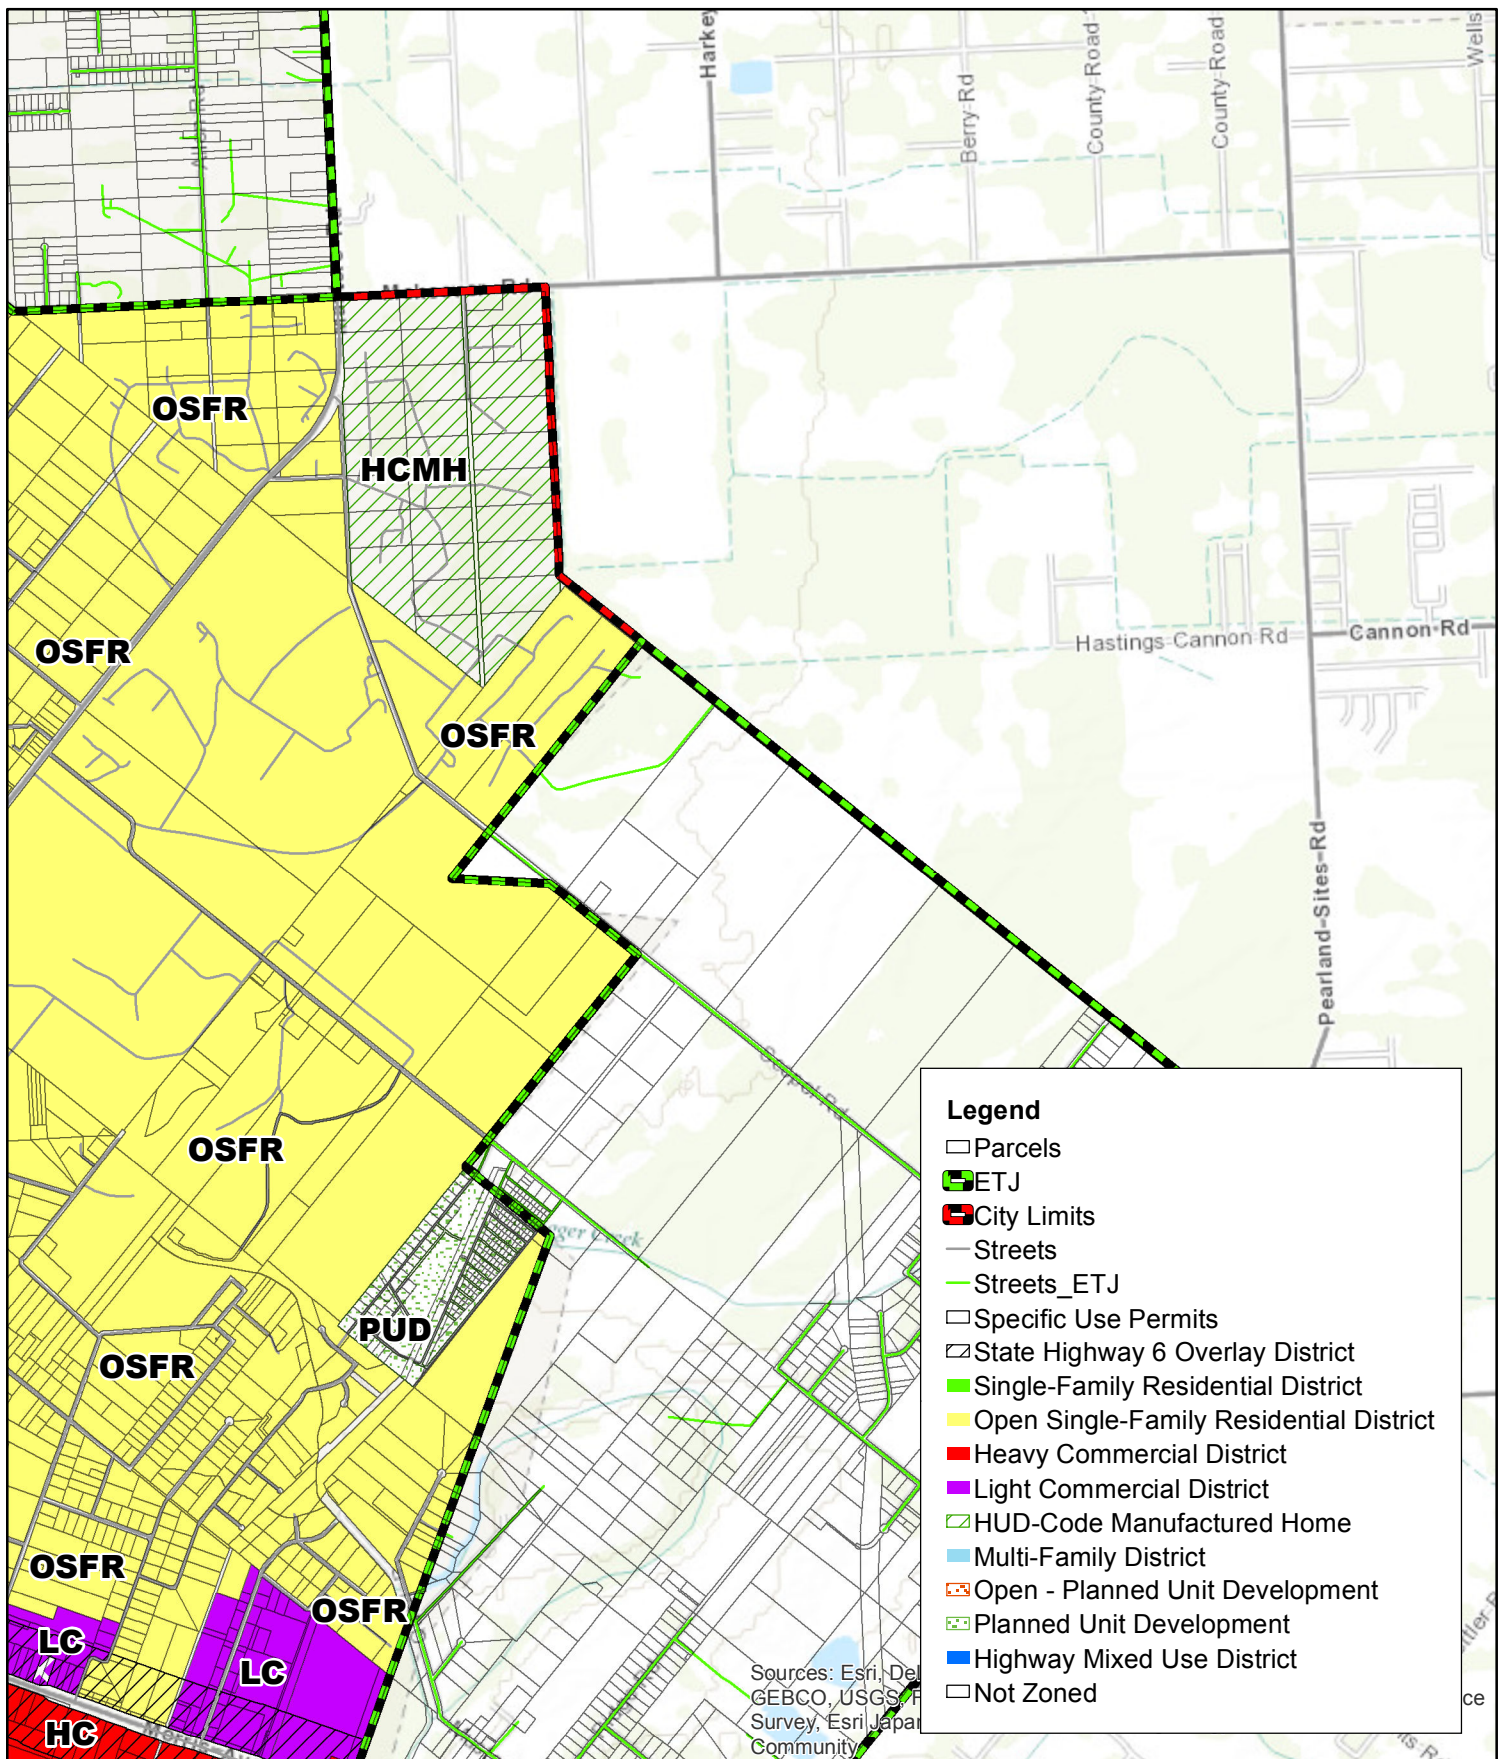 Harkey
Berry Rd
County Road
County Road
Wells
OSFR
HCMH
OSFR
Hastings Cannon Rd
Cannon Rd
OSFR
Pearland-Sites-Rd
OSFR
PUD
OSFR
OSFR
OSFR
LC
LC
HC
Legend
Parcels
ETJ
City Limits
Streets
Streets_ETJ
Specific Use Permits
State Highway 6 Overlay District
Single-Family Residential District
Open Single-Family Residential District
Heavy Commercial District
Light Commercial District
HUD-Code Manufactured Home
Multi-Family District
Open - Planned Unit Development
Planned Unit Development
Highway Mixed Use District
Not Zoned
Sources: Esri, DeL
GEBCO, USGS, F
Survey, Esri Japan
Community